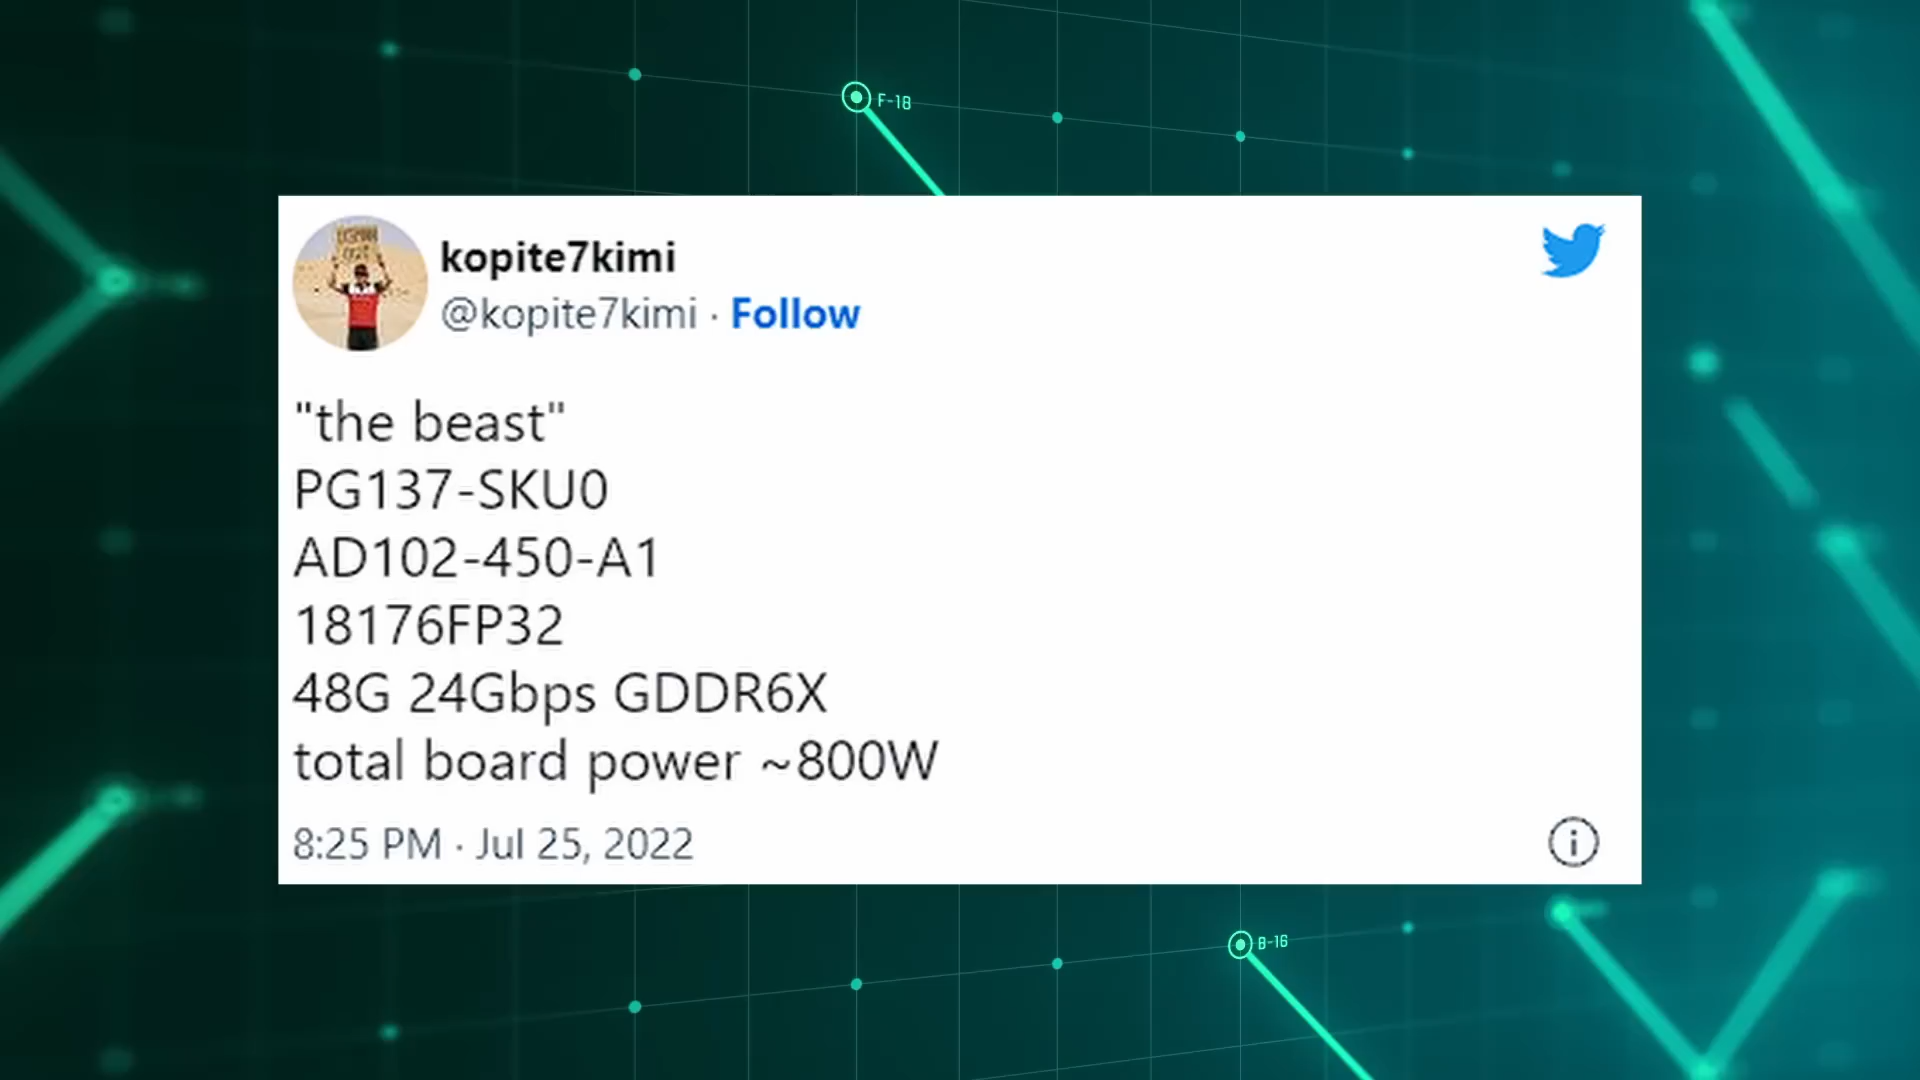 F-18
kopite7kimi
@kopite7kimi · Follow
"the beast"
PG137-SKU0
AD102-450-A1
18176FP32
48G 24Gbps GDDR6X
total board power ~800W
8:25 PM · Jul 25, 2022
B-16